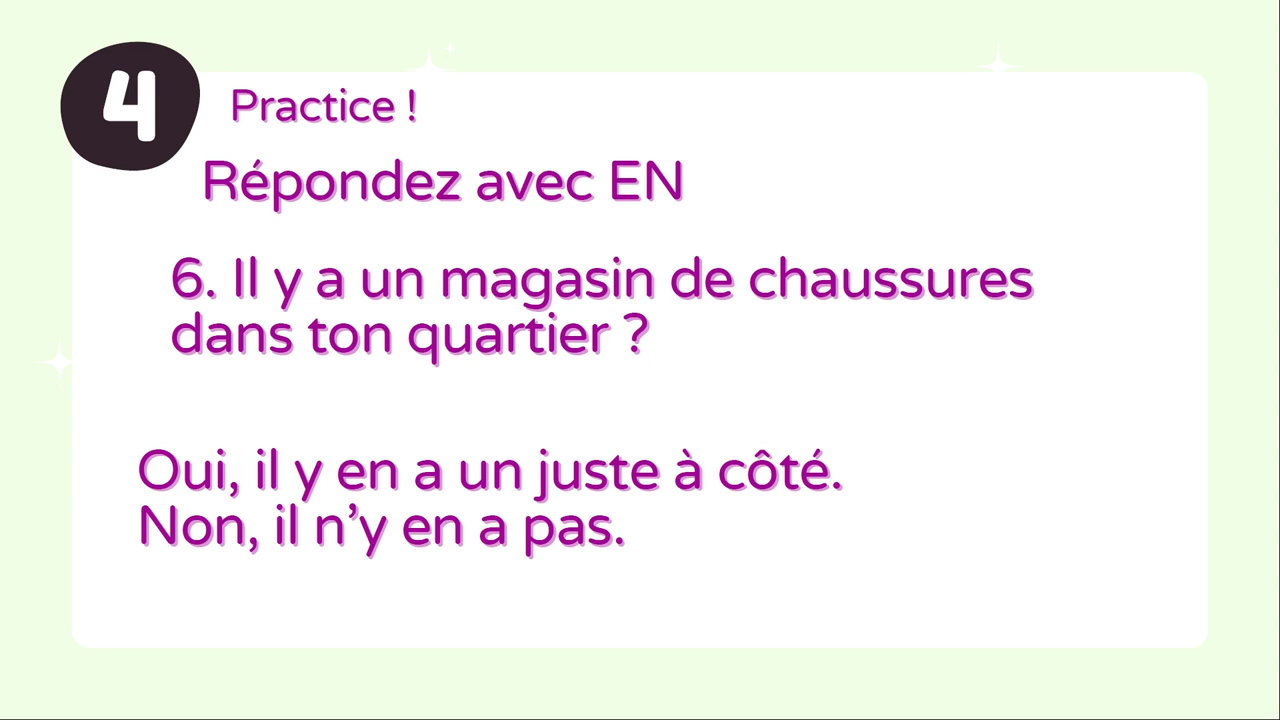 4
Practice !
Répondez avec EN
6. Il y a un magasin de chaussures
dans ton quartier ?
Oui, il y en a un juste à côté.
Non, il n’y en a pas.